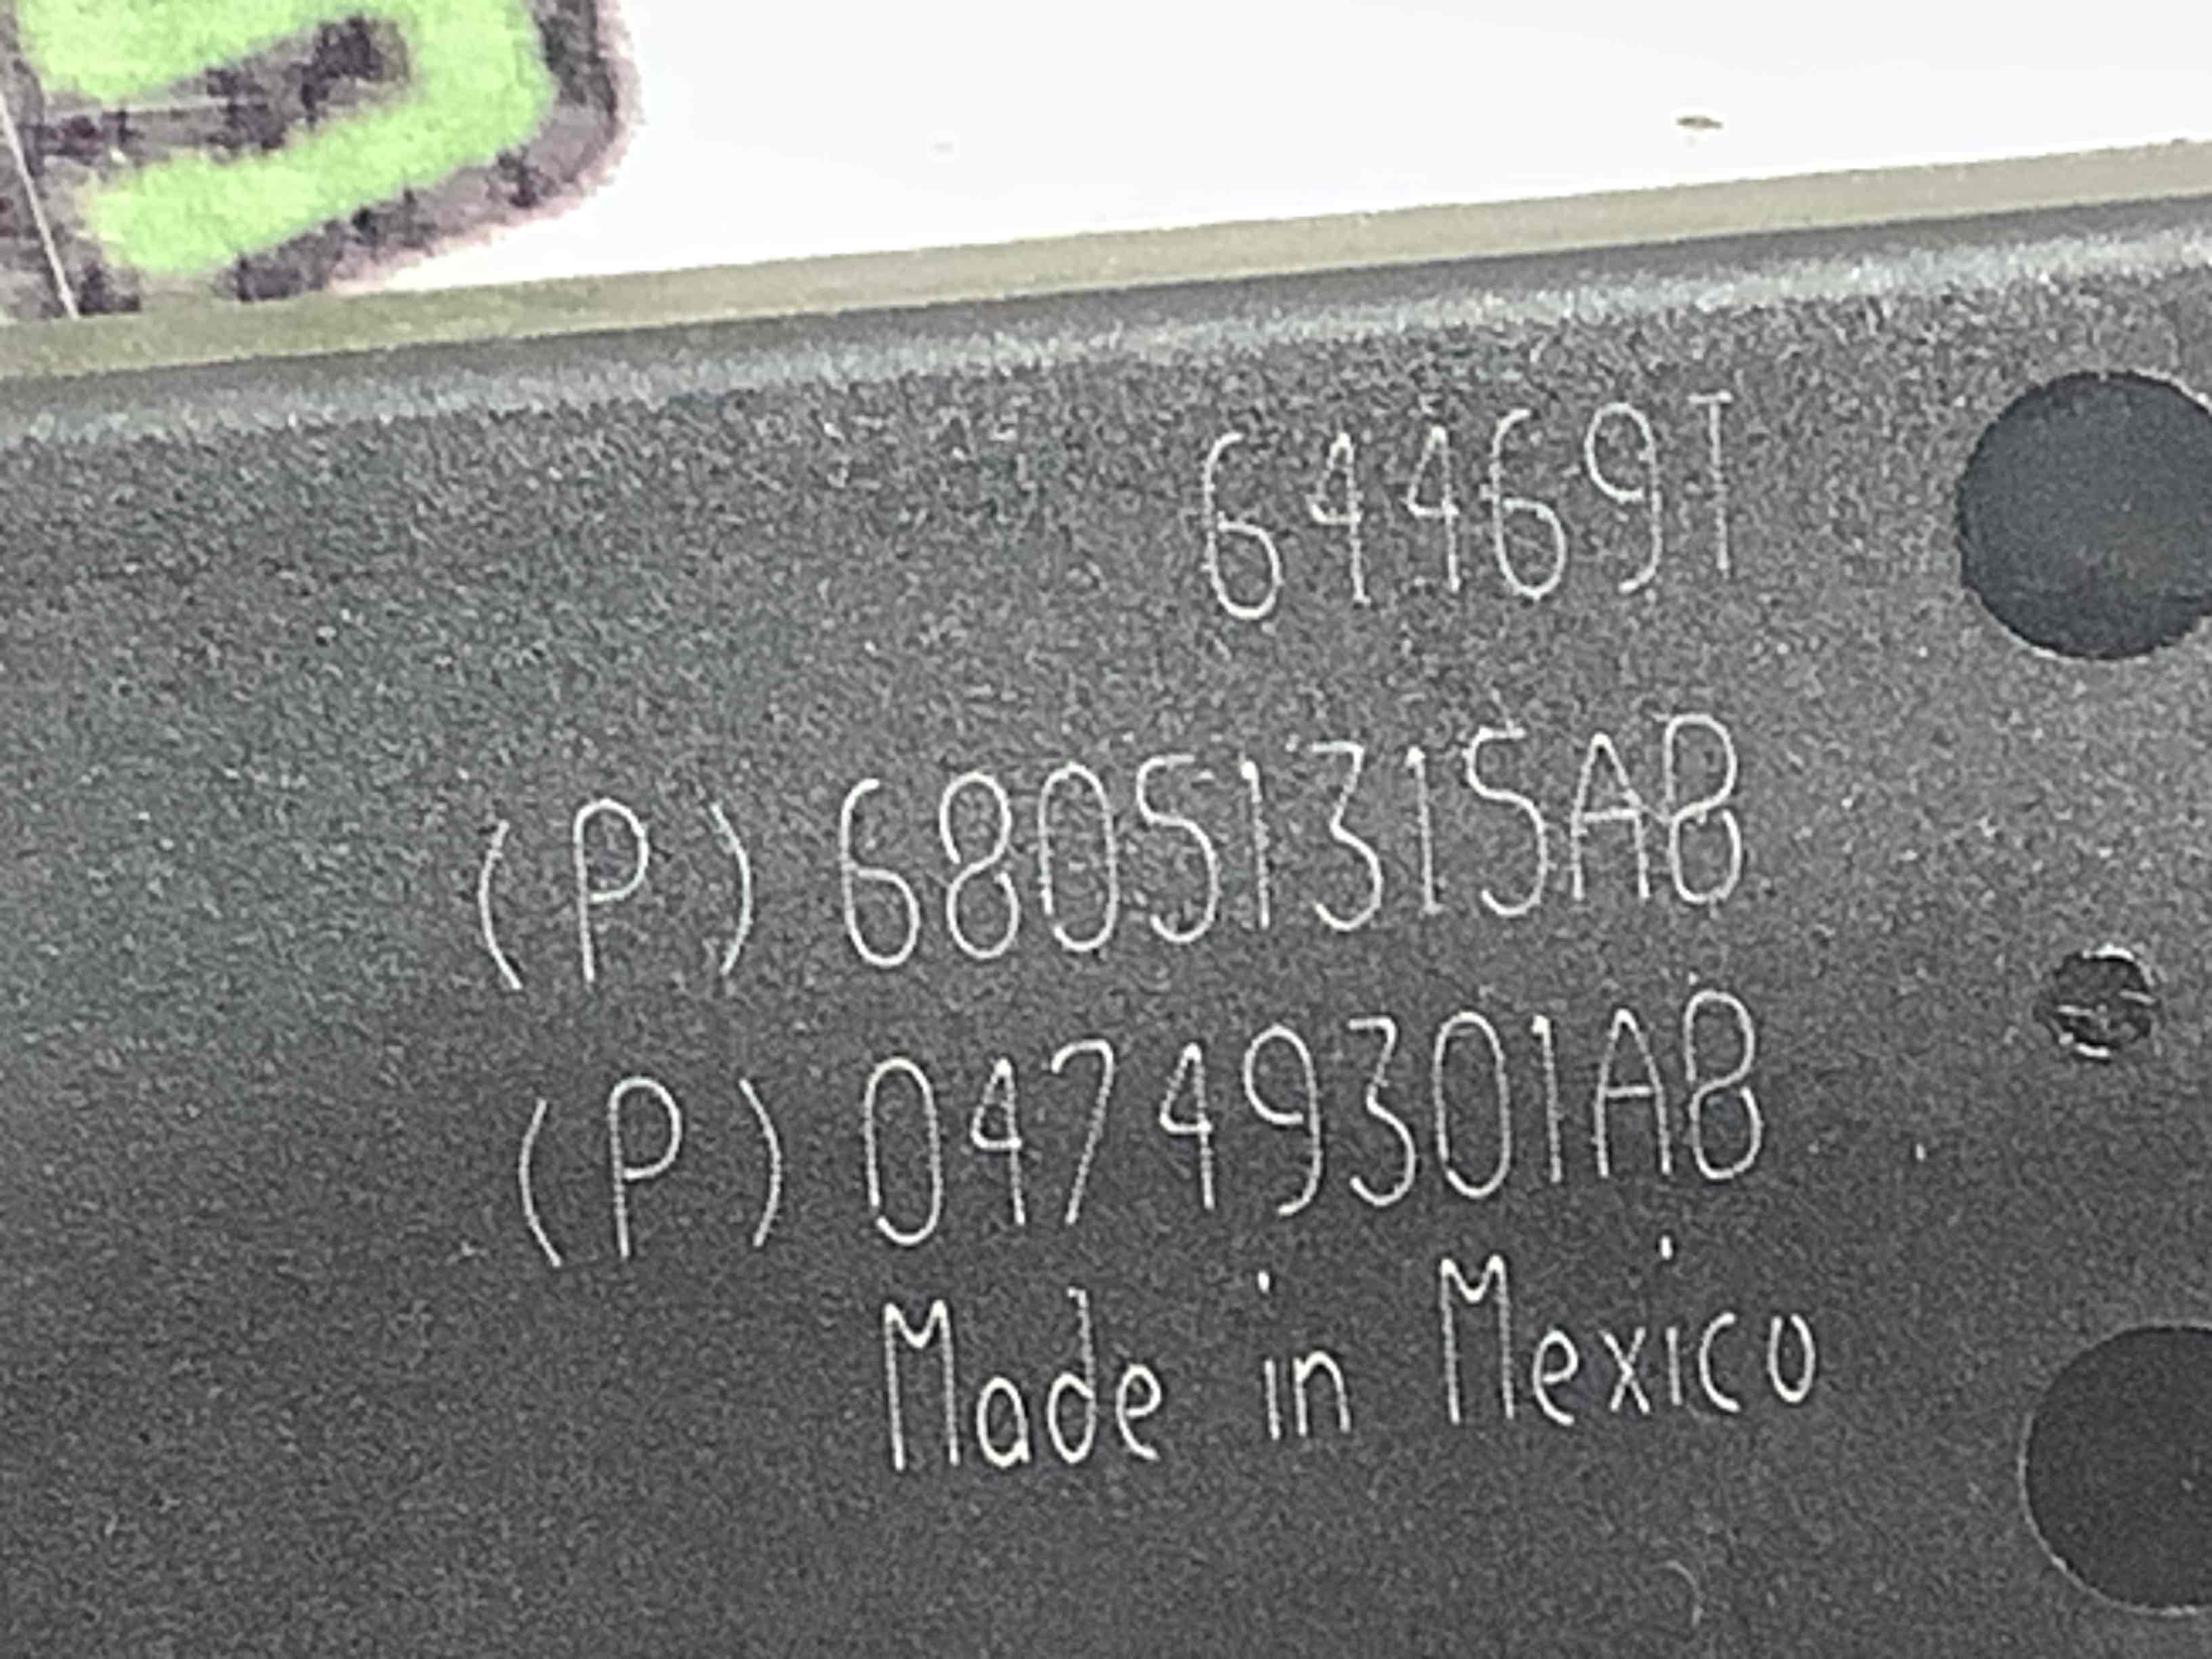 64469T
(P) 68051315AB
(P) 04749301AB
Made in Mexico